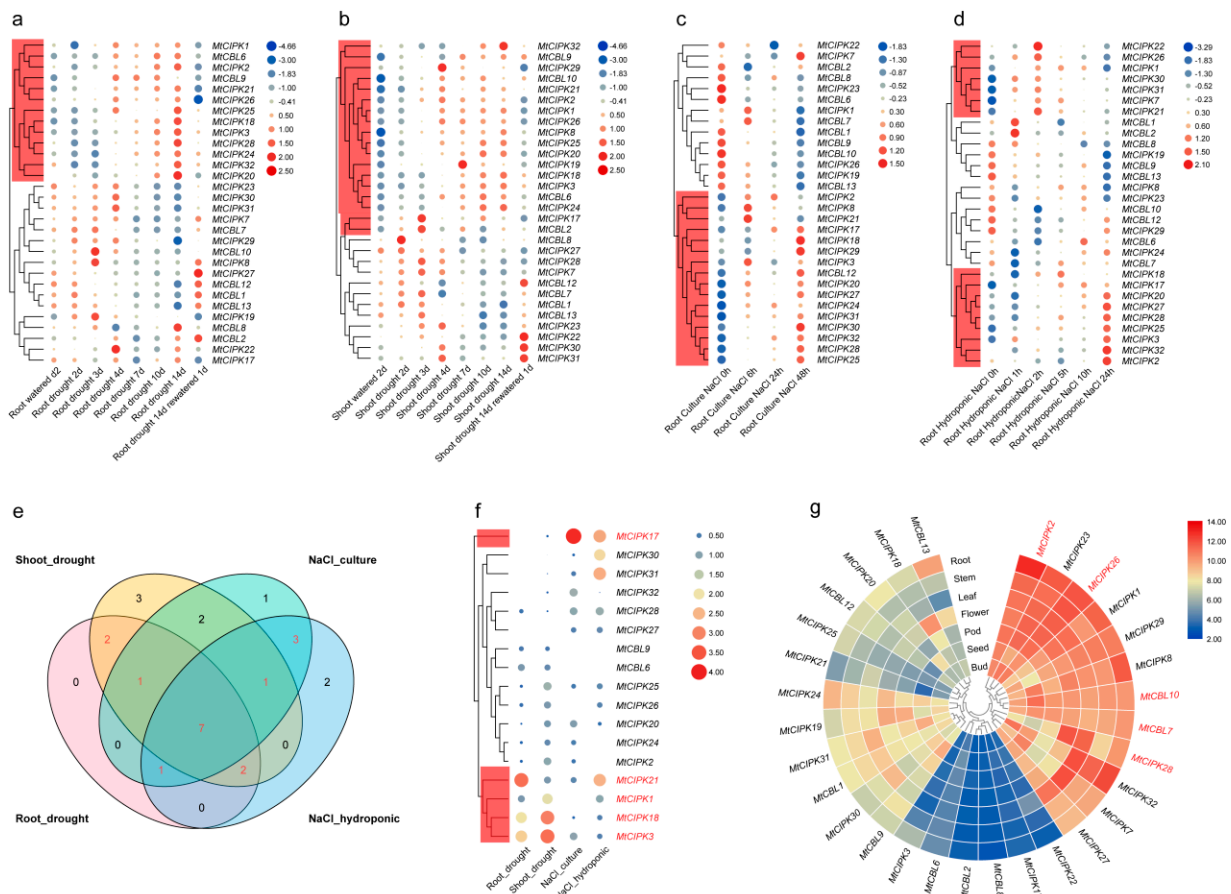 a
MtCIPK1
MtCBL6
MtCIPK2
MtCBL9
MtCIPK21
MtCIPK26
MtCIPK25
MtCIPK18
MtCIPK3
MtCIPK28
MtCIPK24
MtCIPK32
MtCIPK20
MtCIPK23
MtCIPK30
MtCIPK31
MtCIPK7
MtCBL7
MtCIPK29
MtCBL10
MtCIPK8
MtCIPK27
MtCBL12
MtCBL1
MtCBL13
MtCIPK19
MtCBL8
MtCBL2
MtCIPK22
MtCIPK17
-4.66
-3.00
-1.83
-1.00
-0.41
1.00
1.50
2.00
2.50
Root watered d2
Root drought 2d
Root drought 3d
Root drought 4d
Root drought 7d
Root drought 10d
Root drought 14d
Root drought 14d rewatered 1d
b
MtCIPK32
MtCBL9
MtCIPK29
MtCBL10
MtCIPK21
MtCIPK2
MtCIPK1
MtCIPK26
MtCIPK8
MtCIPK25
MtCIPK20
MtCIPK19
MtCIPK18
MtCIPK3
MtCBL6
MtCIPK24
MtCIPK17
MtCBL2
MtCBL8
MtCIPK27
MtCIPK28
MtCIPK7
MtCBL12
MtCBL7
MtCBL1
MtCBL13
MtCIPK23
MtCIPK22
MtCIPK30
MtCIPK31
-4.66
-3.00
-1.83
-1.00
-0.41
1.00
1.50
2.00
2.50
Shoot watered 2d
Shoot drought 2d
Shoot drought 3d
Shoot drought 4d
Shoot drought 7d
Shoot drought 10d
Shoot drought 14d
Shoot drought 14d rewatered 1d
c
MtCIPK22
MtCIPK7
MtCBL2
MtCBL8
MtCIPK23
MtCBL6
MtCIPK1
MtCBL7
MtCBL1
MtCBL9
MtCBL10
MtCIPK26
MtCIPK19
MtCBL13
MtCIPK2
MtCIPK8
MtCIPK21
MtCIPK17
MtCIPK18
MtCIPK29
MtCIPK3
MtCBL12
MtCIPK20
MtCIPK27
MtCIPK24
MtCIPK31
MtCIPK30
MtCIPK32
MtCIPK28
MtCIPK25
-1.83
-1.30
-0.87
-0.52
-0.23
0.30
0.60
0.90
1.20
1.50
Root Culture NaCl 0h
Root Culture NaCl 6h
Root Culture NaCl 24h
Root Culture NaCl 48h
d
MtCIPK22
MtCIPK26
MtCIPK1
MtCIPK30
MtCIPK31
MtCIPK7
MtCIPK21
MtCBL1
MtCBL2
MtCBL8
MtCIPK19
MtCBL9
MtCBL13
MtCIPK8
MtCIPK23
MtCBL10
MtCBL12
MtCIPK29
MtCBL6
MtCIPK24
MtCBL7
MtCIPK18
MtCIPK17
MtCIPK20
MtCIPK27
MtCIPK28
MtCIPK25
MtCIPK3
MtCIPK32
MtCIPK2
-3.29
-1.83
-1.30
-0.52
-0.23
0.30
0.60
1.20
1.50
2.10
Root Hydroponic NaCl 0h
Root Hydroponic NaCl 1h
Root HydroponicNaCl 2h
Root Hydroponic NaCl 5h
Root Hydroponic NaCl 10h
Root Hydroponic NaCl 24h
e
Shoot_drought
NaCl_culture
3
1
2
2
3
0
1
1
2
7
0
0
1
2
0
Root_drought
NaCl_hydroponic
f
MtCIPK17
MtCIPK30
MtCIPK31
MtCIPK32
MtCIPK28
MtCIPK27
MtCBL9
MtCBL6
MtCIPK25
MtCIPK26
MtCIPK20
MtCIPK24
MtCIPK2
MtCIPK21
MtCIPK1
MtCIPK18
MtCIPK3
0.50
1.00
1.50
2.00
2.50
3.00
3.50
4.00
Root_drought
Shoot_drought
NaCl_culture
NaCl_hydroponic
g
MtCIPK2
MtCIPK23
MtCIPK26
MtCIPK1
MtCIPK29
MtCIPK8
MtCBL10
MtCBL7
MtCIPK28
MtCIPK32
MtCIPK7
MtCIPK27
MtCIPK22
MtCBL2
MtCBL6
MtCIPK3
MtCBL9
MtCIPK30
MtCBL1
MtCIPK31
MtCIPK19
MtCIPK24
MtCIPK21
MtCIPK25
MtCBL12
MtCIPK20
MtCIPK18
MtCBL13
Root
Stem
Leaf
Flower
Pod
Seed
Bud
14.00
12.00
10.00
8.00
6.00
4.00
2.00